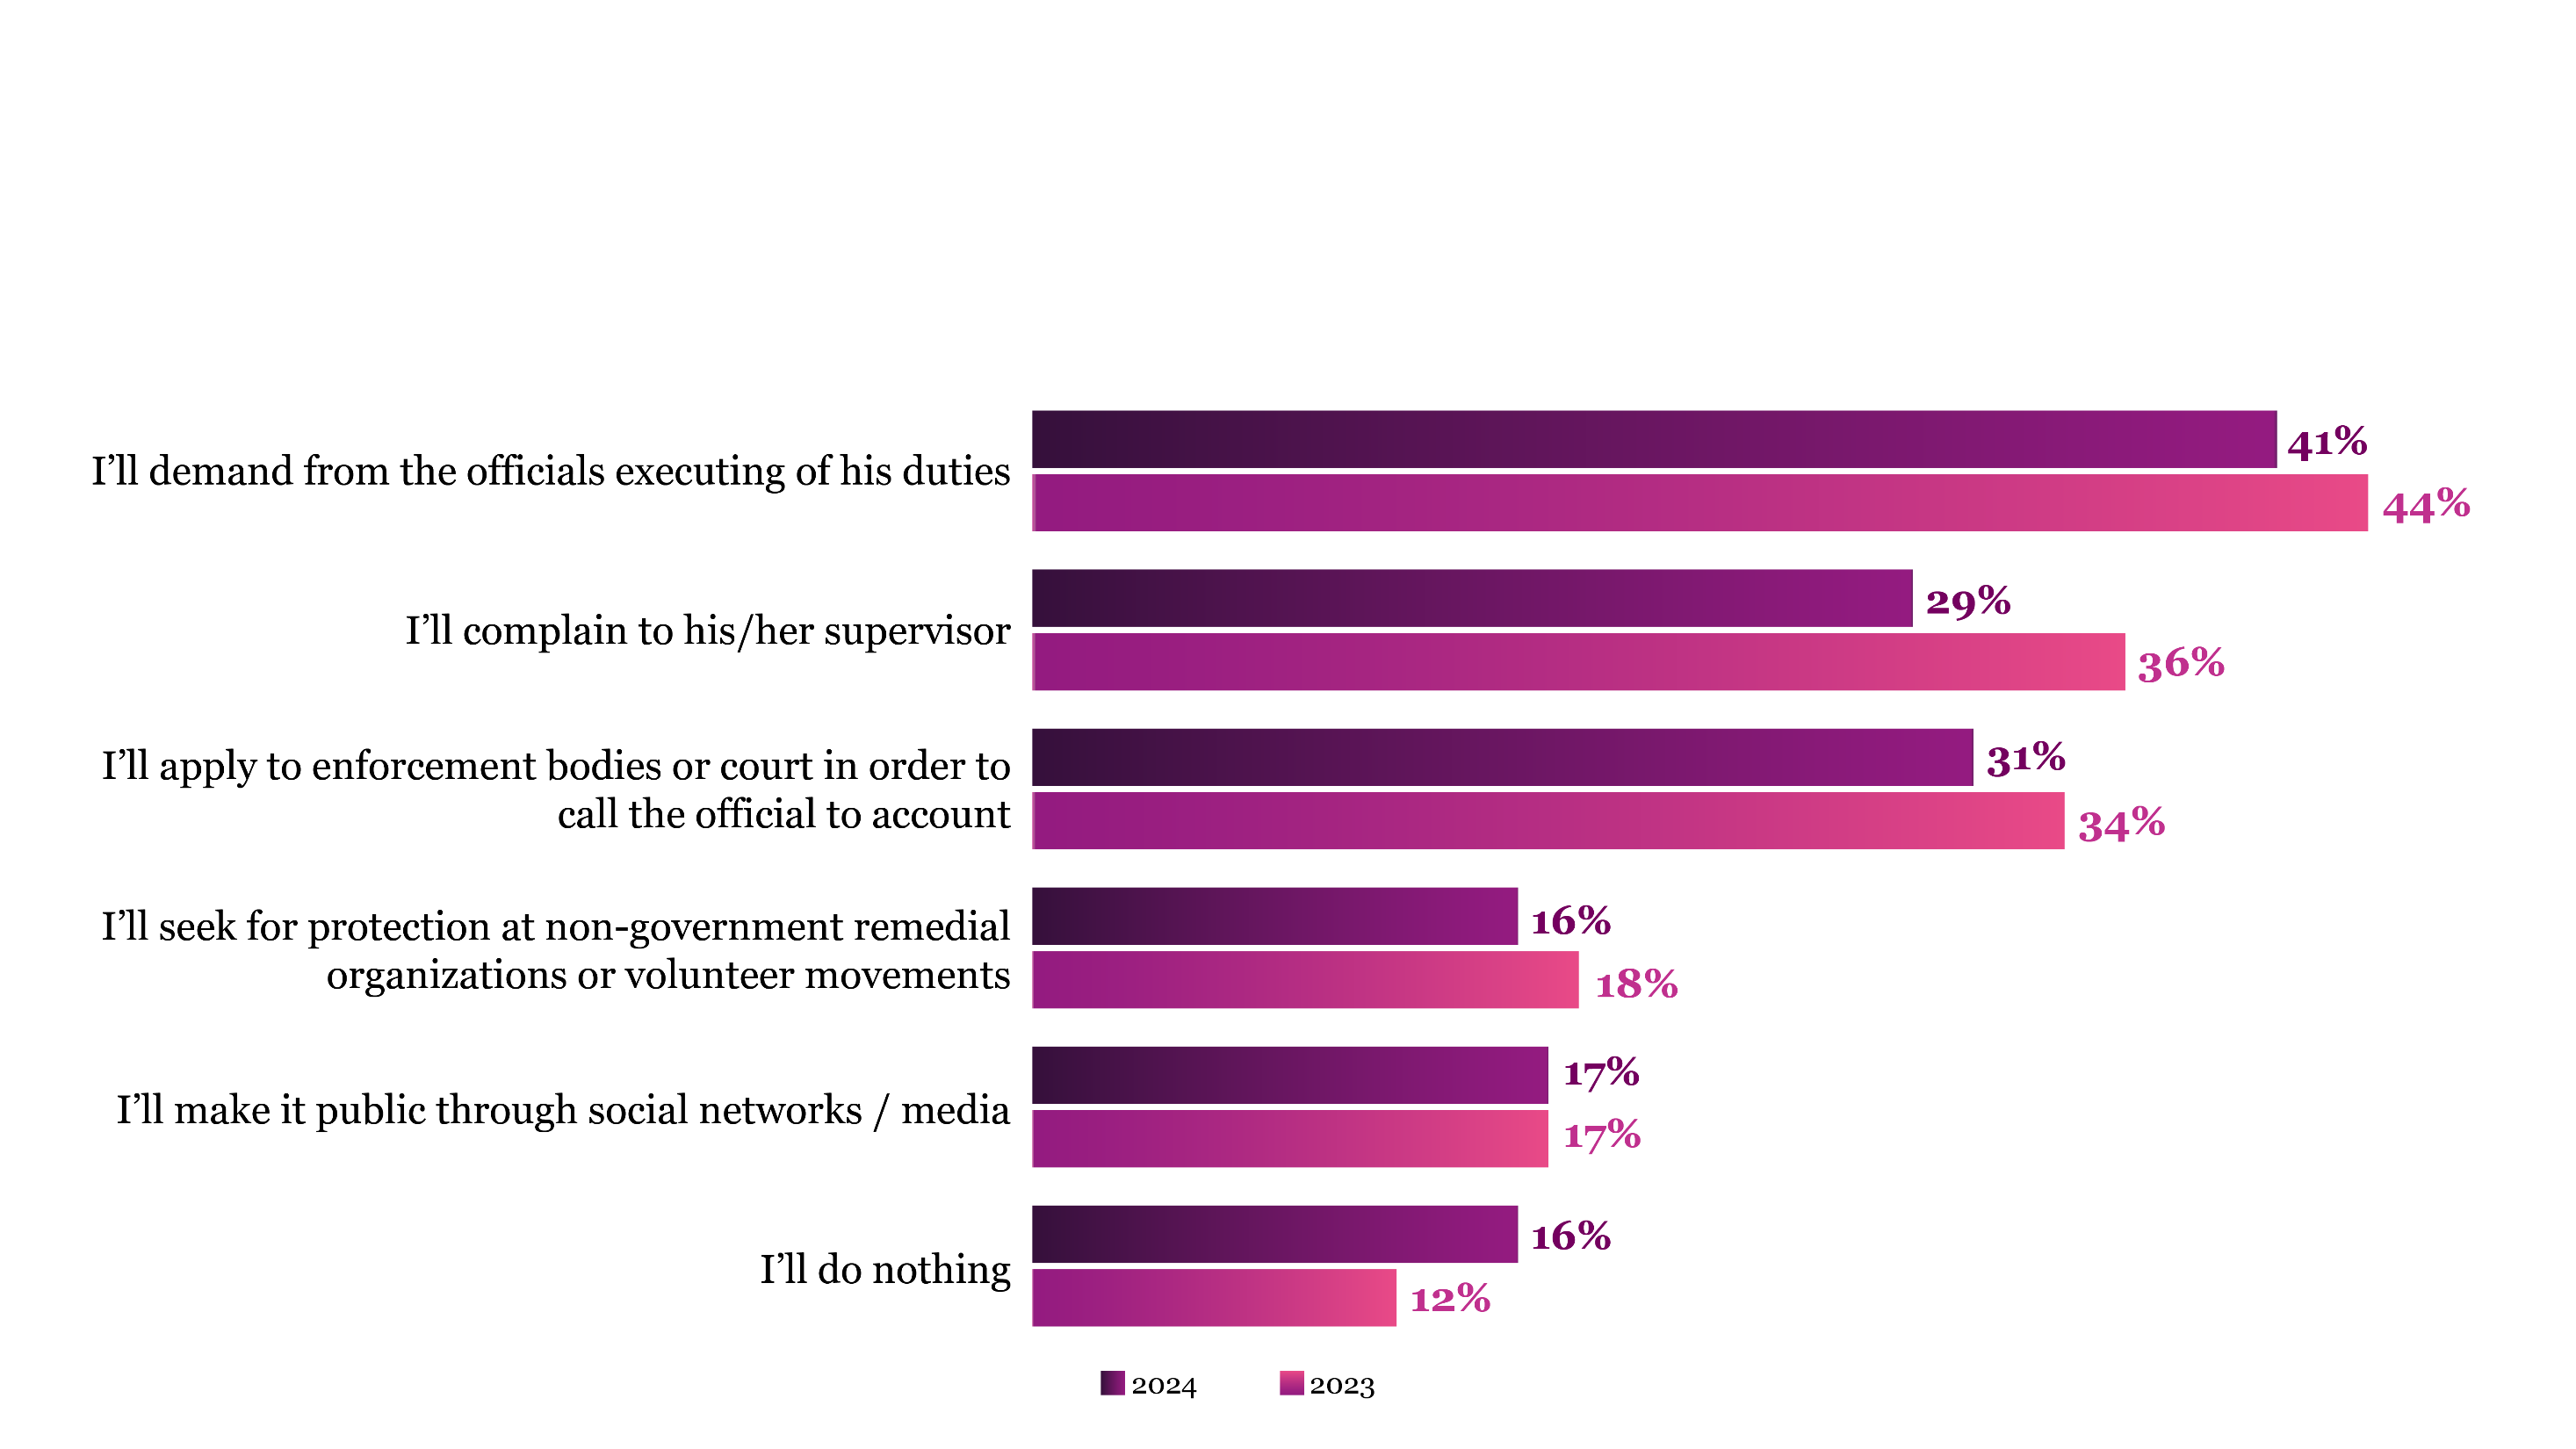 I’ll demand from the officials executing of his duties
41%
44%
I’ll complain to his/her supervisor
29%
36%
I’ll apply to enforcement bodies or court in order to
call the official to account
31%
34%
I’ll seek for protection at non-government remedial
organizations or volunteer movements
16%
18%
I’ll make it public through social networks / media
17%
17%
I’ll do nothing
16%
12%
2024
2023